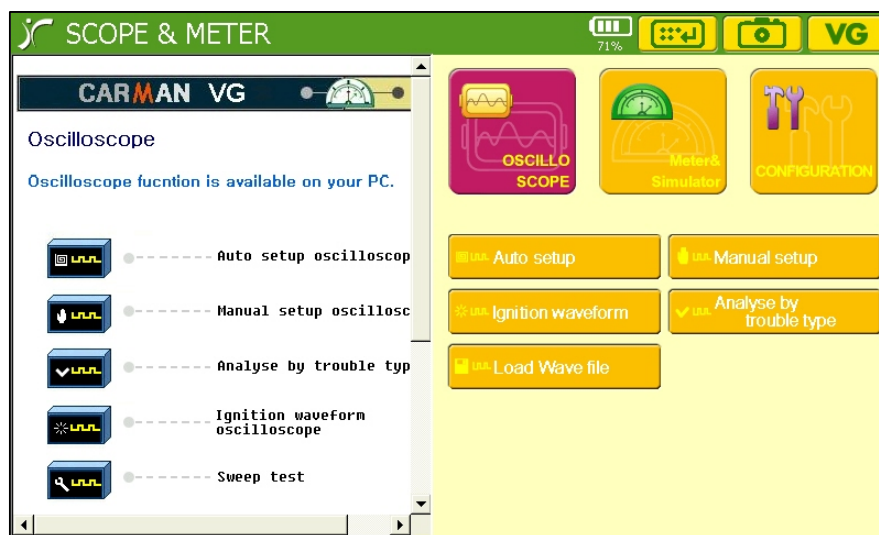 SCOPE & METER
71%
VG
CARMAN VG
Oscilloscope
Oscilloscope fucntion is available on your PC.
Auto setup oscilloscop
Manual setup oscillosc
Analyse by trouble typ
Ignition waveform
oscilloscope
Sweep test
OSCILLO
SCOPE
Meter&
Simulator
CONFIGURATION
Auto setup
Manual setup
Ignition waveform
Analyse by
trouble type
Load Wave file